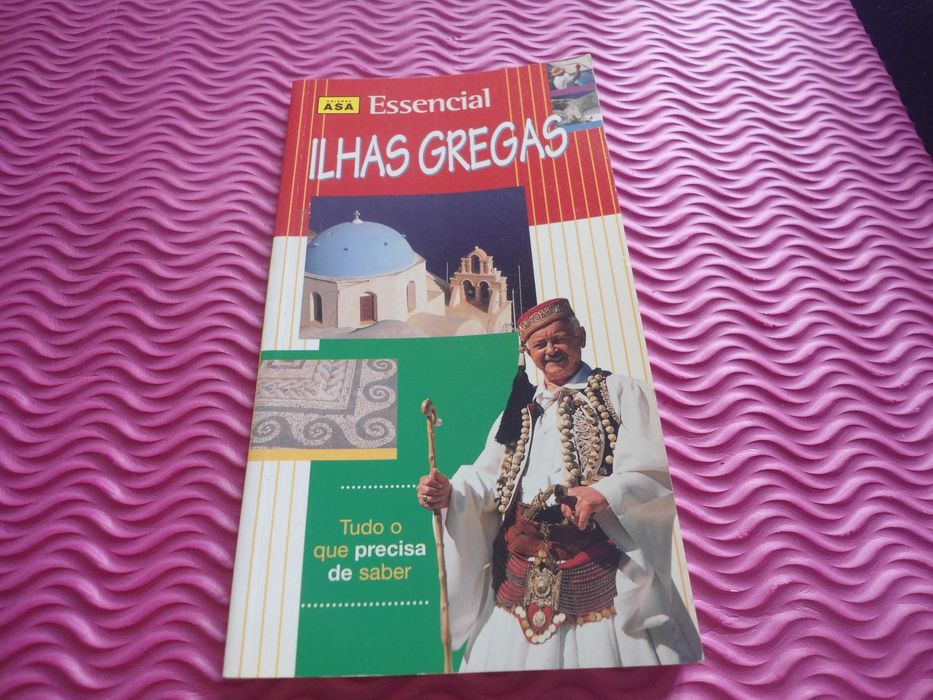 ASA
Essencial
ILHAS GREGAS
Tudo o
que precisa
de saber